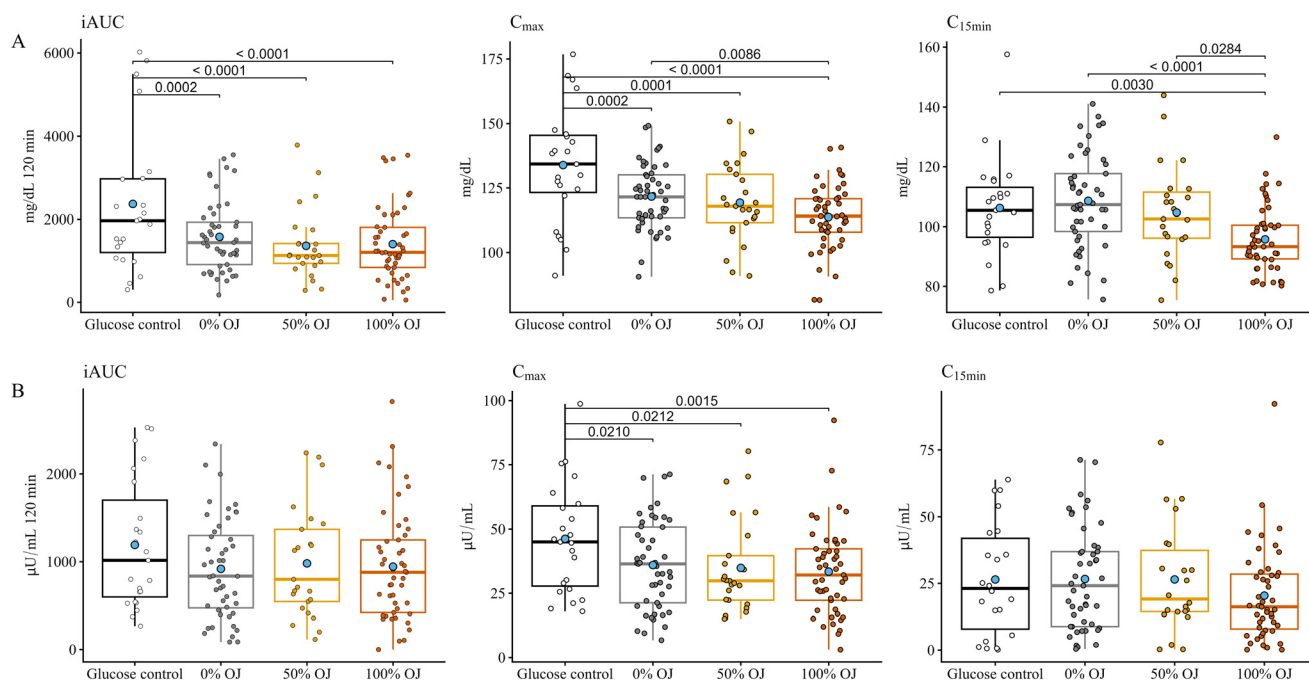 A
iAUC
mg/dL 120 min
6000
4000
2000
0
< 0.0001
< 0.0001
0.0002
Glucose control
0% OJ
50% OJ
100% OJ
Cmax
mg/dL
175
150
125
100
0.0086
< 0.0001
0.0001
0.0002
Glucose control
0% OJ
50% OJ
100% OJ
C15min
mg/dL
160
140
120
100
80
0.0284
< 0.0001
0.0030
Glucose control
0% OJ
50% OJ
100% OJ
B
iAUC
µU/mL 120 min
2000
1000
0
Glucose control
0% OJ
50% OJ
100% OJ
Cmax
µU/mL
100
75
50
25
0
0.0015
0.0212
0.0210
Glucose control
0% OJ
50% OJ
100% OJ
C15min
µU/mL
75
50
25
0
Glucose control
0% OJ
50% OJ
100% OJ